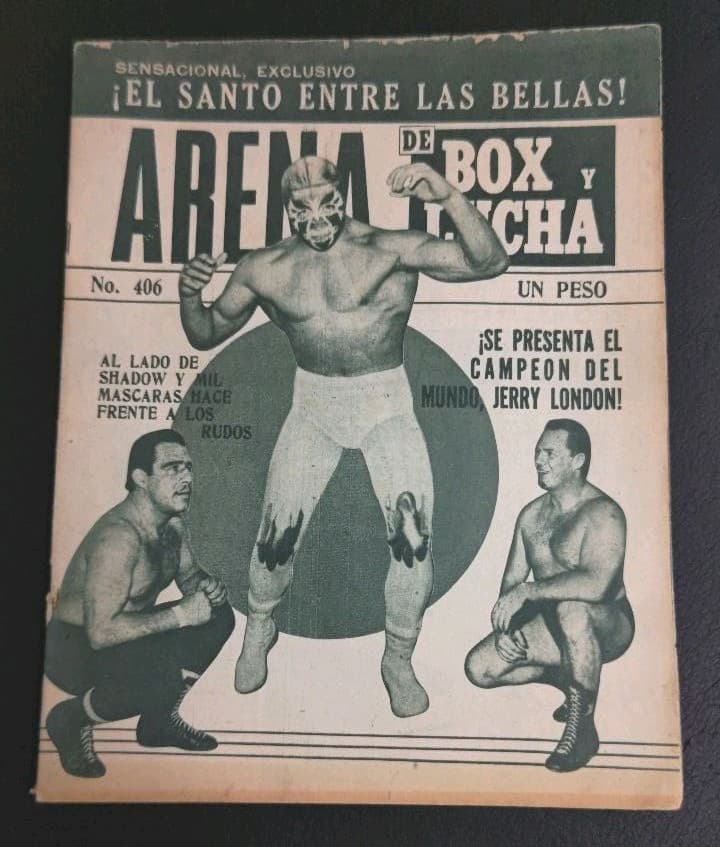 SENSACIONAL, EXCLUSIVO
¡EL SANTO ENTRE LAS BELLAS!
ARENA DE BOX Y
LUCHA
No. 406
UN PESO
AL LADO DE
SHADOW Y MIL
MASCARAS HACE
FRENTE A LOS
RUDOS
¡SE PRESENTA EL
CAMPEON DEL
MUNDO, JERRY LONDON!